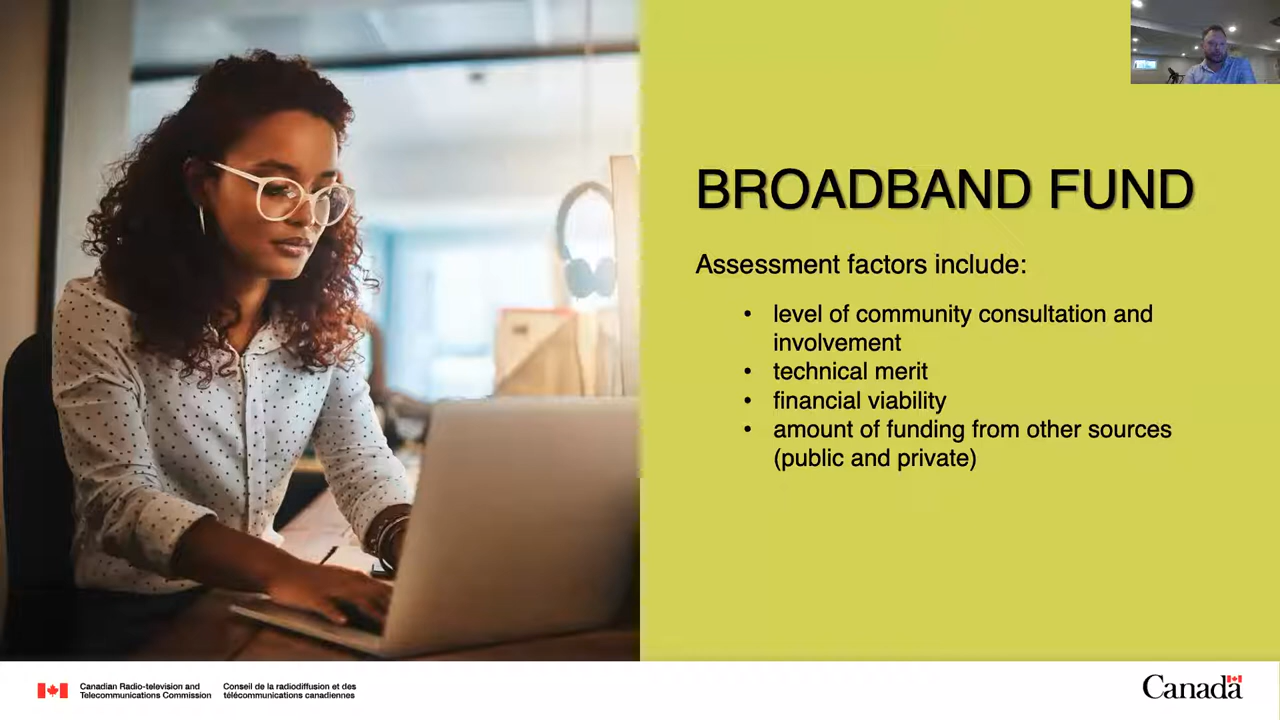 BROADBAND FUND
Assessment factors include:
• level of community consultation and
involvement
• technical merit
• financial viability
• amount of funding from other sources
(public and private)
Canadian Radio-television and
Telecommunications Commission
Conseil de la radiodiffusion et des
télécommunications canadiennes
Canada